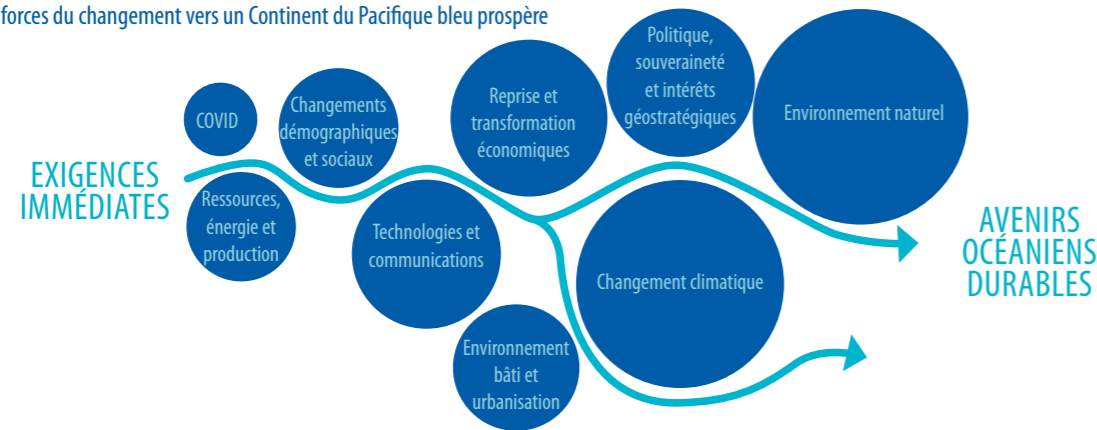 forces du changement vers un Continent du Pacifique bleu prospère
EXIGENCES
IMMÉDIATES
COVID
Ressources,
énergie et
production
Changements
démographiques
et sociaux
Technologies et
communications
Reprise et
transformation
économiques
Environnement
bâti et
urbanisation
Politique,
souveraineté
et intérêts
géostratégiques
Changement climatique
Environnement naturel
AVENIRS
OCÉANIENS
DURABLES